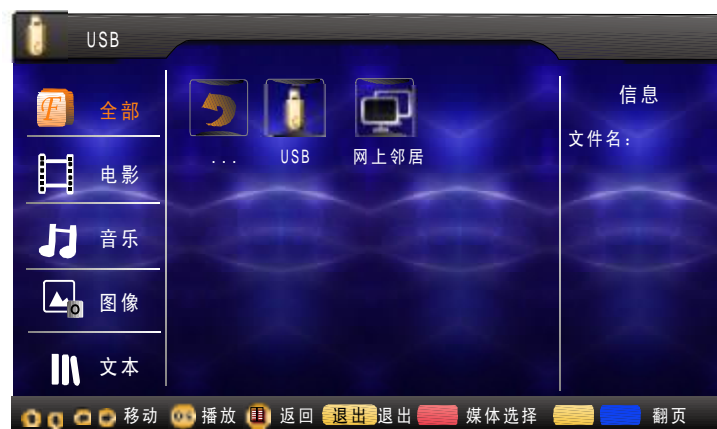 USB
全部
电影
音乐
图像
文本
... USB 网上邻居
信息
文件名:
移动 播放 返回 退出 退出 媒体选择 翻页